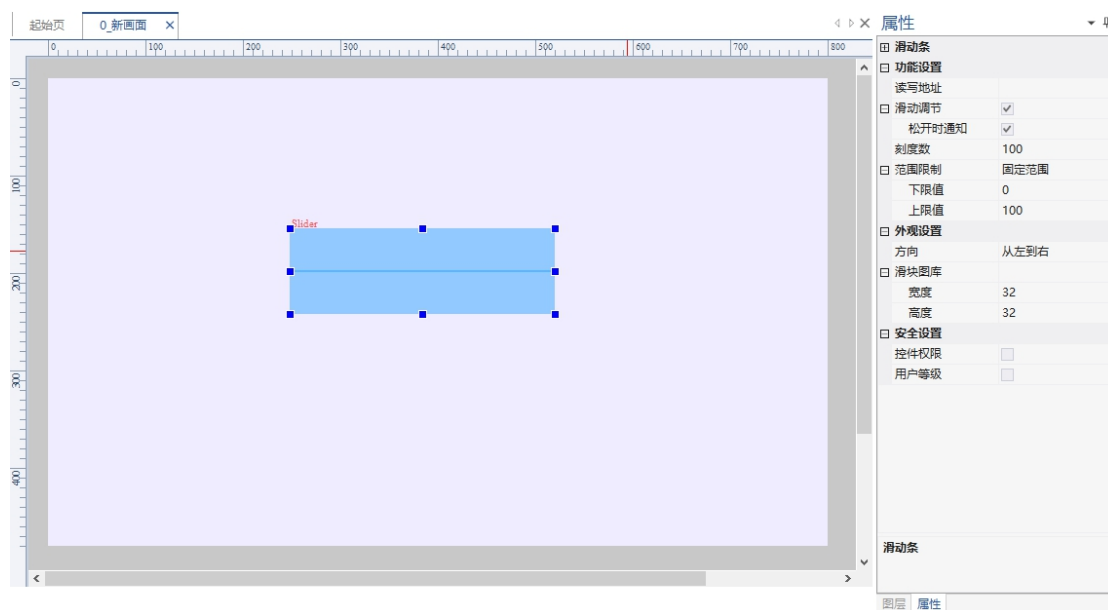 起始页 0_新画面 属性
0 100 200 300 400 500 600 700 800
滑动条
功能设置
读写地址
滑动调节
松开时通知
刻度数 100
范围限制 固定范围
下限值 0
上限值 100
外观设置
方向 从左到右
滑块图库
宽度 32
高度 32
安全设置
控件权限
用户等级
0
100
200
300
400
Slider
滑动条
图层 属性